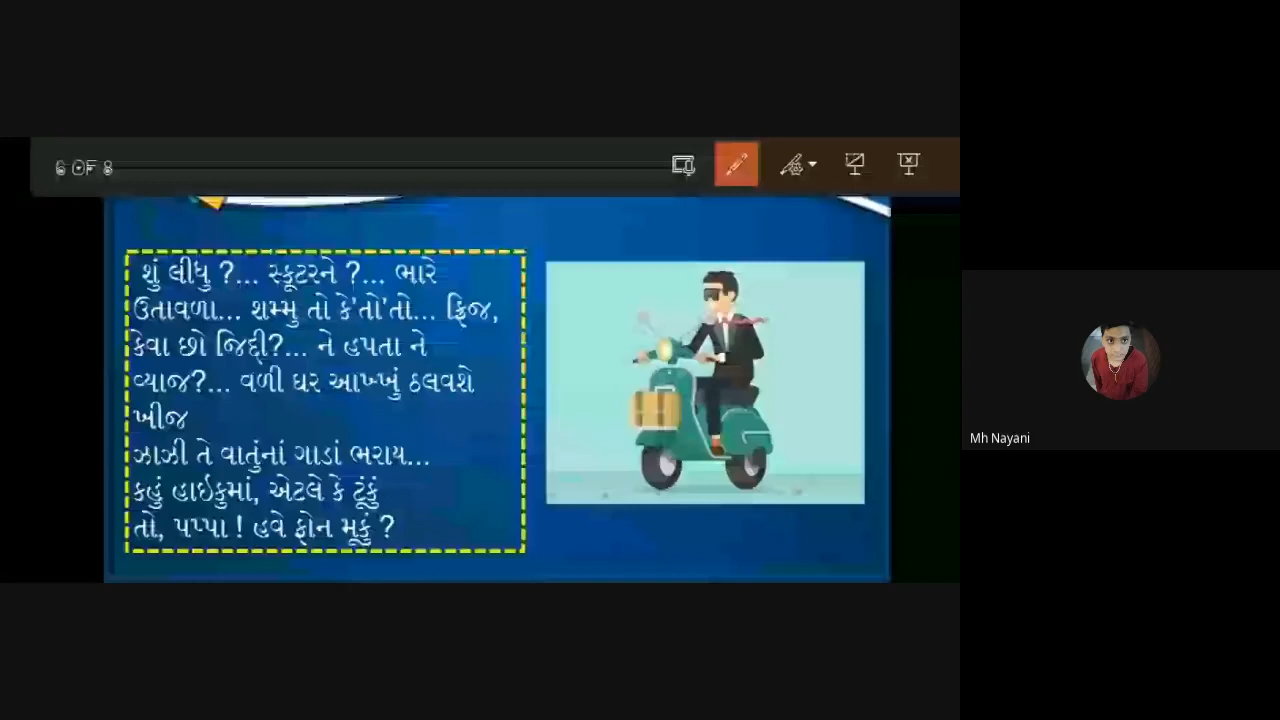 6 OF 8
શું લીધુ ?... સ્કૂટરને ?... ભારે
ઉતાવળા... શમ્મુ તો કે'તો'તો... ફ્રિજ,
કેવા છો જિદ્દી?... ને હપતા ને
વ્યાજ?... વળી ઘર આખ્ખું ઠલવશે
ખીજ
ઝાઝી તે વાતુંનાં ગાડાં ભરાય...
કહું હાઇકુમાં, એટલે કે ટૂંકું
તો, પપ્પા ! હવે ફોન મૂકું ?
Mh Nayani